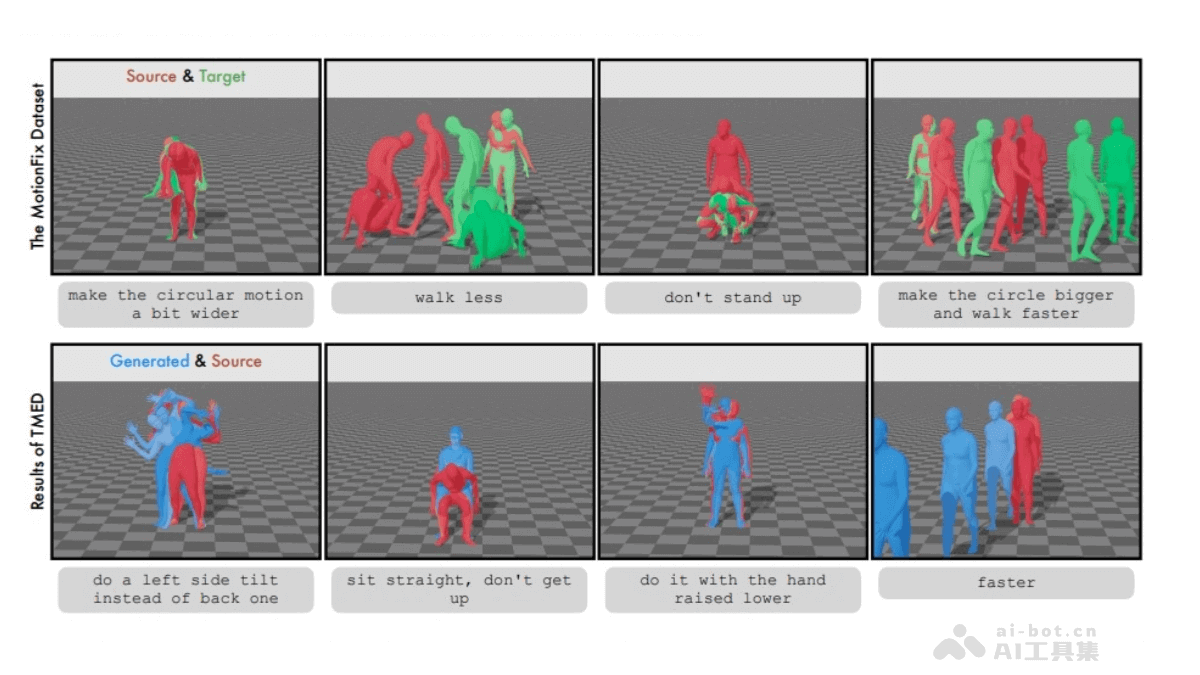 The MotionFix Dataset
Source & Target
make the circular motion
a bit wider
walk less
don't stand up
make the circle bigger
and walk faster
Results of TMED
Generated & Source
do a left side tilt
instead of back one
sit straight, don't get
up
do it with the hand
raised lower
faster
ai-bot.cn
AI工具集